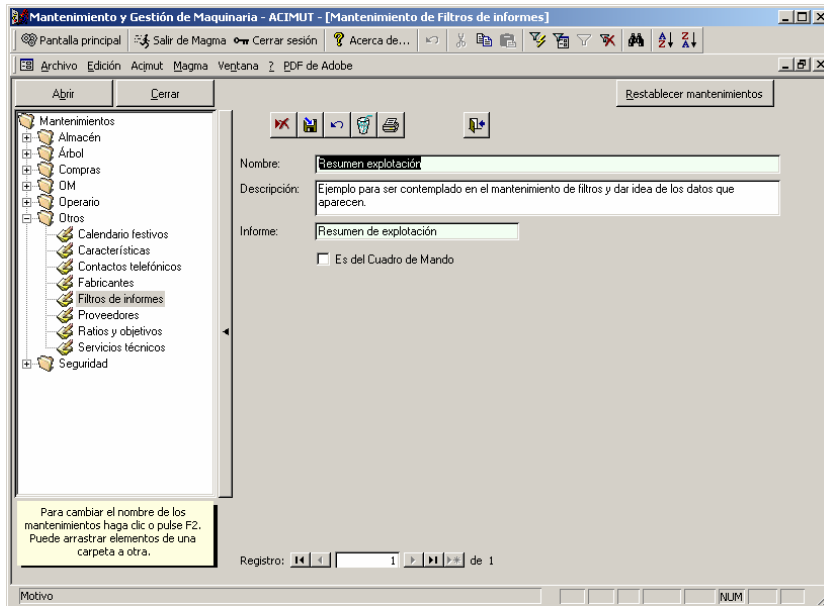 Mantenimiento y Gestión de Maquinaria - ACIMUT - [Mantenimiento de Filtros de informes]
Pantalla principal Salir de Magma Cerrar sesión Acerca de...
Archivo Edición Acimut Magma Ventana ? PDF de Adobe
Abrir Cerrar Restablecer mantenimientos
Mantenimientos
Almacén
Árbol
Compras
OM
Operario
Otros
Calendario festivos
Características
Contactos telefónicos
Fabricantes
Filtros de informes
Proveedores
Ratios y objetivos
Servicios técnicos
Seguridad
Para cambiar el nombre de los
mantenimientos haga clic o pulse F2.
Puede arrastrar elementos de una
carpeta a otra.
Nombre: Resumen explotación
Descripción: Ejemplo para ser contemplado en el mantenimiento de filtros y dar idea de los datos que
aparecen.
Informe: Resumen de explotación
Es del Cuadro de Mando
Registro: 1 de 1
Motivo NUM